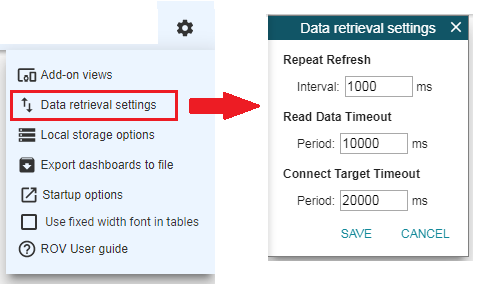 Add-on views
Data retrieval settings
Local storage options
Export dashboards to file
Startup options
Use fixed width font in tables
ROV User guide
Data retrieval settings
Repeat Refresh
Interval: 1000 ms
Read Data Timeout
Period: 10000 ms
Connect Target Timeout
Period: 20000 ms
SAVE CANCEL